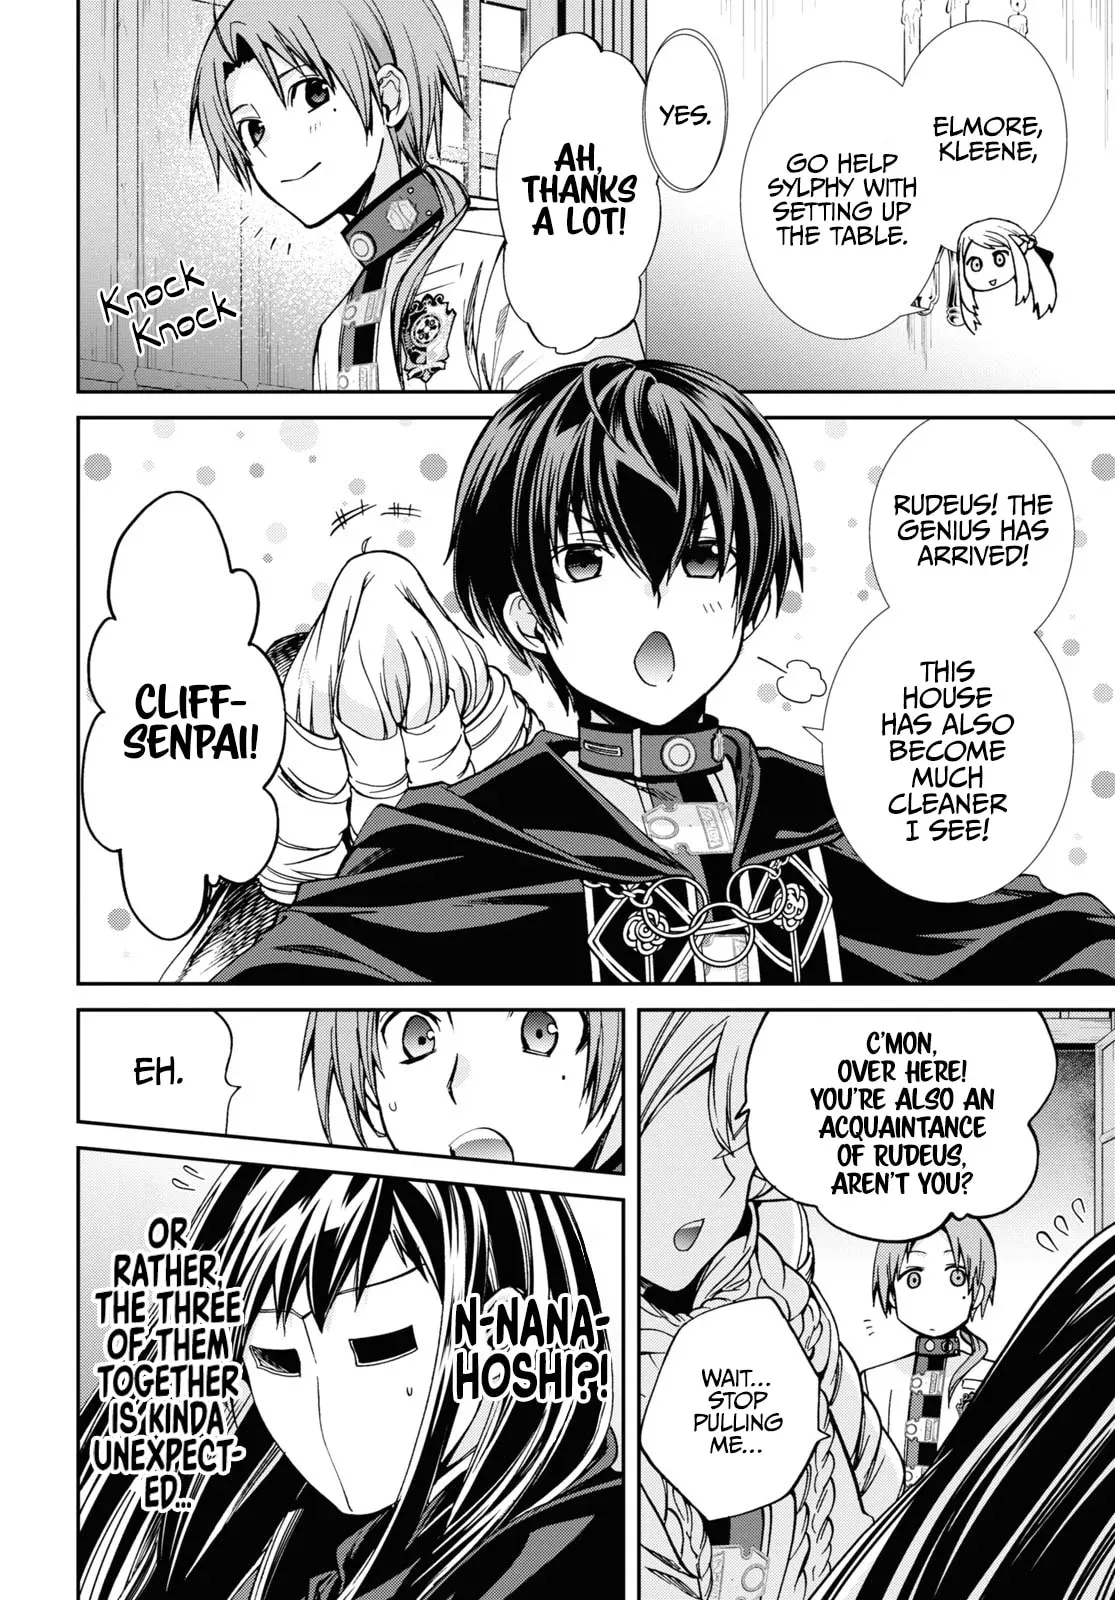 ELMORE,
KLEENE,
GO HELP
SYLPHY WITH
SETTING UP
THE TABLE.
YES.
AH,
THANKS
A LOT!
Knock
Knock
RUDEUS! THE
GENIUS HAS
ARRIVED!
THIS
HOUSE
HAS ALSO
BECOME
MUCH
CLEANER
I SEE!
CLIFF-
SENPAI!
C'MON,
OVER HERE!
YOU'RE ALSO AN
ACQUAINTANCE
OF RUDEUS,
AREN'T YOU?
WAIT...
STOP
PULLING
ME...
EH.
N-NANA-
HOSHI?!
OR
RATHER,
THE THREE
OF THEM
TOGETHER
IS KINDA
UNEXPECT-
ED...